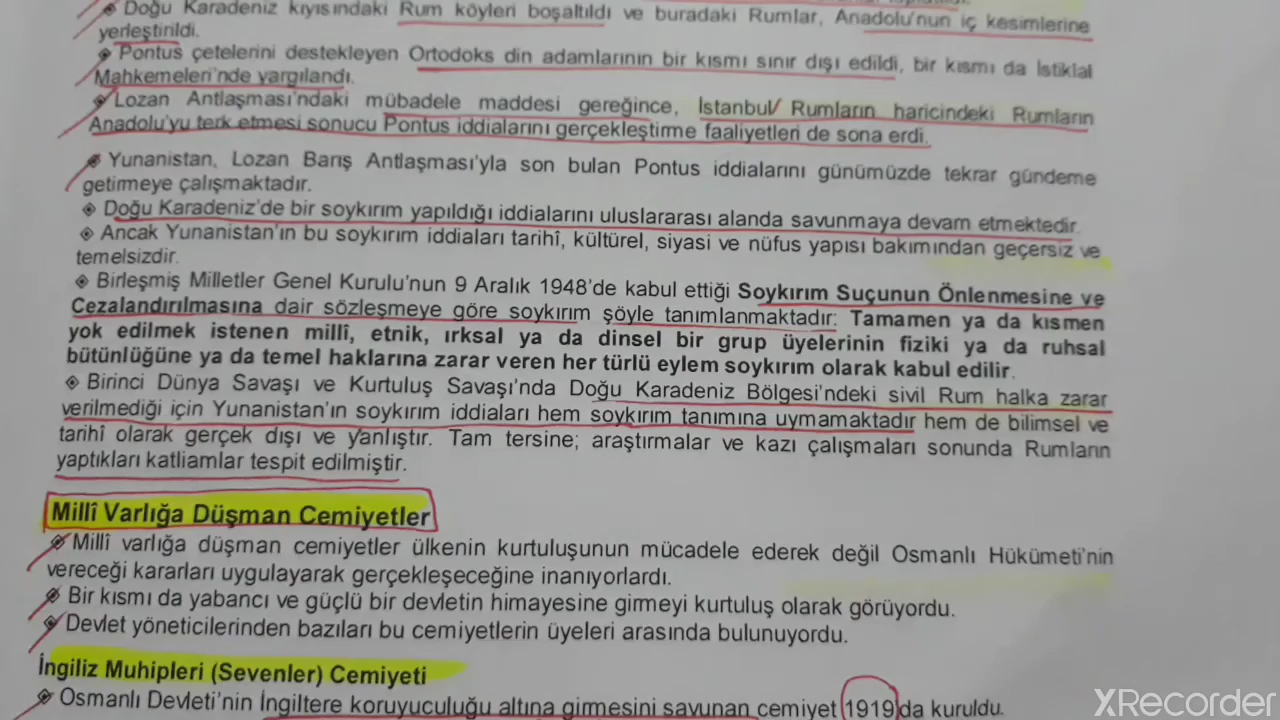 ◈ Doğu Karadeniz kıyısındaki Rum köyleri boşaltıldı ve buradaki Rumlar, Anadolu'nun iç kesimlerine
yerleştirildi.
◈ Pontus çetelerini destekleyen Ortodoks din adamlarının bir kısmı sınır dışı edildi, bir kısmı da İstiklal
Mahkemeleri'nde yargılandı.
◈ Lozan Antlaşması'ndaki mübadele maddesi gereğince, İstanbul Rumların haricindeki Rumların
Anadolu'yu terk etmesi sonucu Pontus iddialarını gerçekleştirme faaliyetleri de sona erdi.
◈ Yunanistan, Lozan Barış Antlaşması'yla son bulan Pontus iddialarını günümüzde tekrar gündeme
getirmeye çalışmaktadır.
◈ Doğu Karadeniz'de bir soykırım yapıldığı iddialarını uluslararası alanda savunmaya devam etmektedir.
◈ Ancak Yunanistan'ın bu soykırım iddiaları tarihî, kültürel, siyasi ve nüfus yapısı bakımından geçersiz ve
temelsizdir.
◈ Birleşmiş Milletler Genel Kurulu'nun 9 Aralık 1948'de kabul ettiği Soykırım Suçunun Önlenmesine ve
Cezalandırılmasına dair sözleşmeye göre soykırım şöyle tanımlanmaktadır: Tamamen ya da kısmen
yok edilmek istenen millî, etnik, ırksal ya da dinsel bir grup üyelerinin fiziki ya da ruhsal
bütünlüğüne ya da temel haklarına zarar veren her türlü eylem soykırım olarak kabul edilir.
◈ Birinci Dünya Savaşı ve Kurtuluş Savaşı'nda Doğu Karadeniz Bölgesi'ndeki sivil Rum halka zarar
verilmediği için Yunanistan'ın soykırım iddiaları hem soykırım tanımına uymamaktadır hem de bilimsel ve
tarihî olarak gerçek dışı ve yanlıştır. Tam tersine; araştırmalar ve kazı çalışmaları sonunda Rumların
yaptıkları katliamlar tespit edilmiştir.
Millî Varlığa Düşman Cemiyetler
◈ Millî varlığa düşman cemiyetler ülkenin kurtuluşunun mücadele ederek değil Osmanlı Hükümeti'nin
vereceği kararları uygulayarak gerçekleşeceğine inanıyorlardı.
◈ Bir kısmı da yabancı ve güçlü bir devletin himayesine girmeyi kurtuluş olarak görüyordu.
◈ Devlet yöneticilerinden bazıları bu cemiyetlerin üyeleri arasında bulunuyordu.
İngiliz Muhipleri (Sevenler) Cemiyeti
◈ Osmanlı Devleti'nin İngiltere koruyuculuğu altına girmesini savunan cemiyet 1919'da kuruldu.
XRecorder